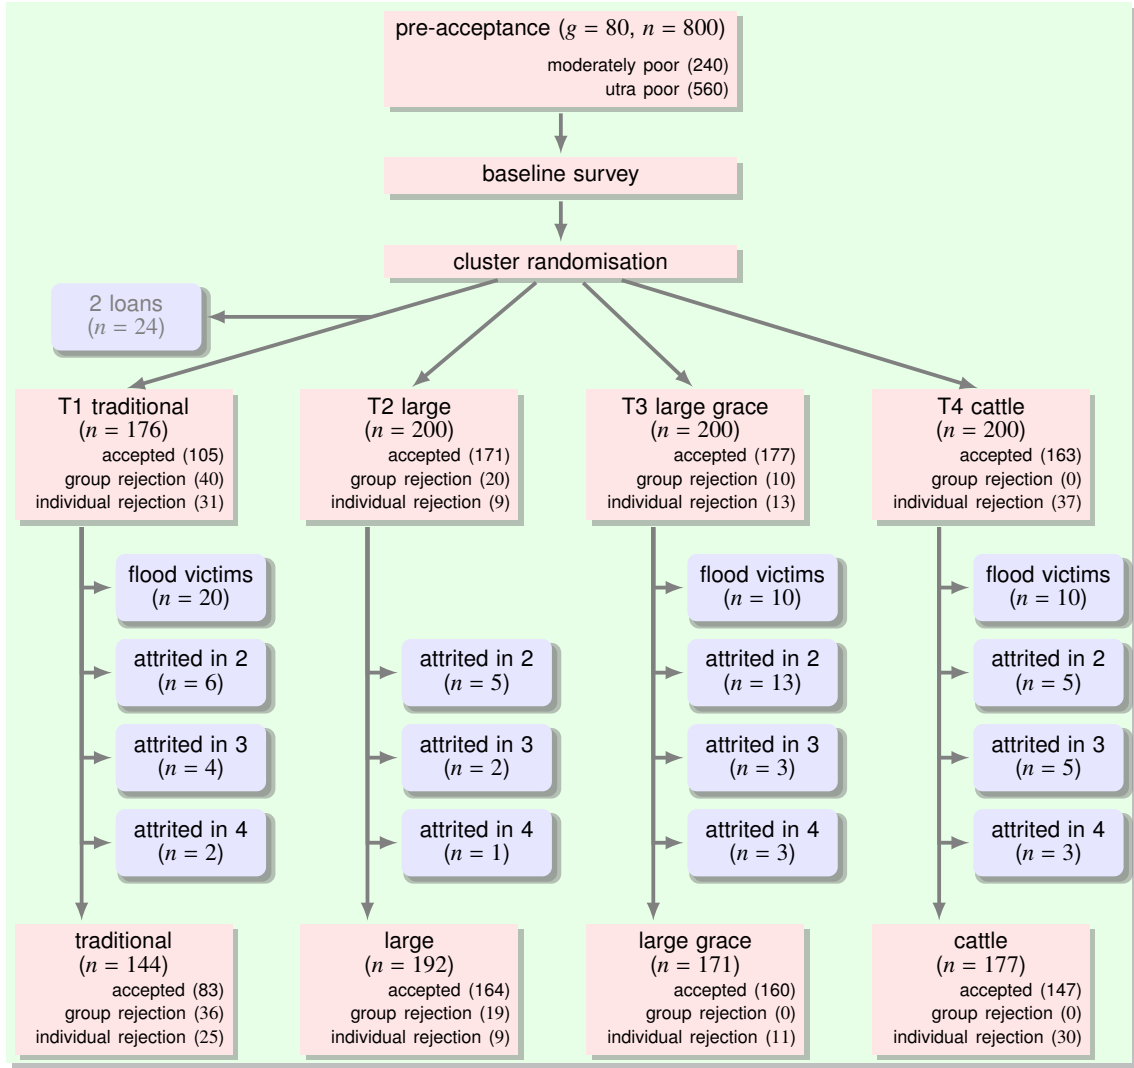 pre-acceptance (g = 80, n = 800)
moderately poor (240)
utra poor (560)
baseline survey
cluster randomisation
2 loans
(n = 24)
T1 traditional
(n = 176)
accepted (105)
group rejection (40)
individual rejection (31)
T2 large
(n = 200)
accepted (171)
group rejection (20)
individual rejection (9)
T3 large grace
(n = 200)
accepted (177)
group rejection (10)
individual rejection (13)
T4 cattle
(n = 200)
accepted (163)
group rejection (0)
individual rejection (37)
flood victims
(n = 20)
flood victims
(n = 10)
flood victims
(n = 10)
attrited in 2
(n = 6)
attrited in 2
(n = 5)
attrited in 2
(n = 13)
attrited in 2
(n = 5)
attrited in 3
(n = 4)
attrited in 3
(n = 2)
attrited in 3
(n = 3)
attrited in 3
(n = 5)
attrited in 4
(n = 2)
attrited in 4
(n = 1)
attrited in 4
(n = 3)
attrited in 4
(n = 3)
traditional
(n = 144)
accepted (83)
group rejection (36)
individual rejection (25)
large
(n = 192)
accepted (164)
group rejection (19)
individual rejection (9)
large grace
(n = 171)
accepted (160)
group rejection (0)
individual rejection (11)
cattle
(n = 177)
accepted (147)
group rejection (0)
individual rejection (30)